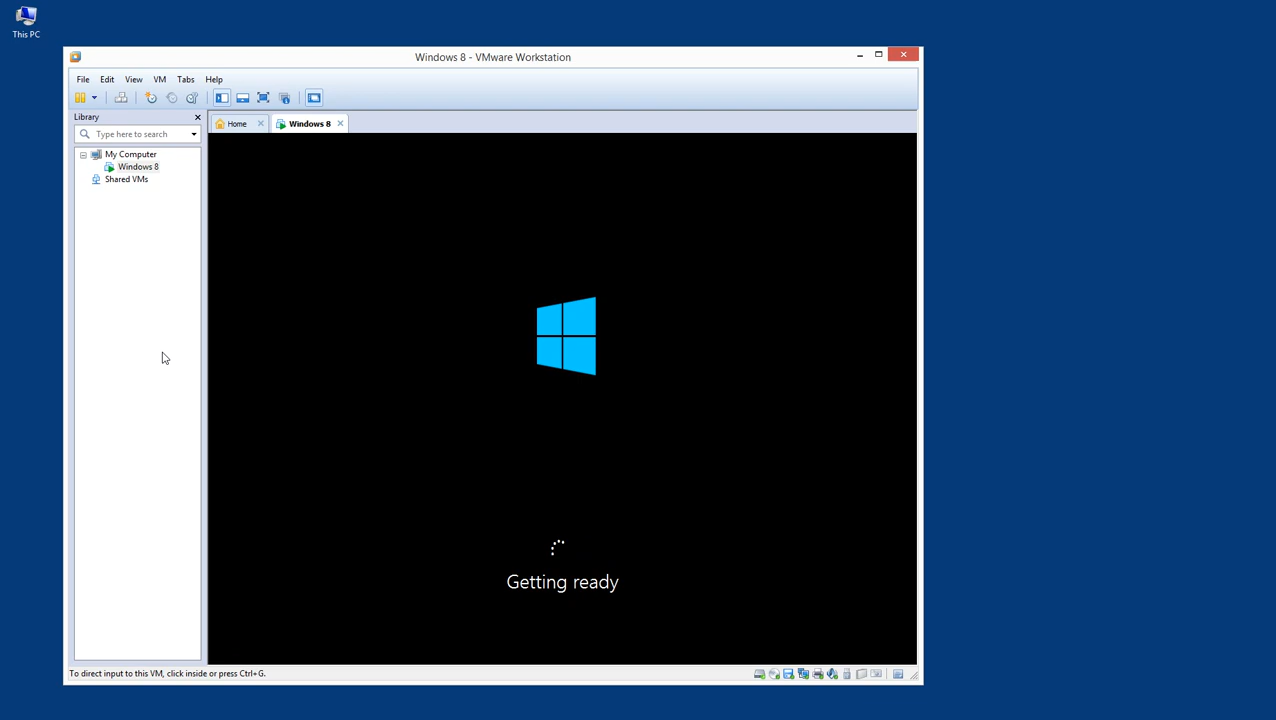 This PC
Windows 8 - VMware Workstation
File Edit View VM Tabs Help
Library
Home
Windows 8
Type here to search
My Computer
Windows 8
Shared VMs
Getting ready
To direct input to this VM, click inside or press Ctrl+G.